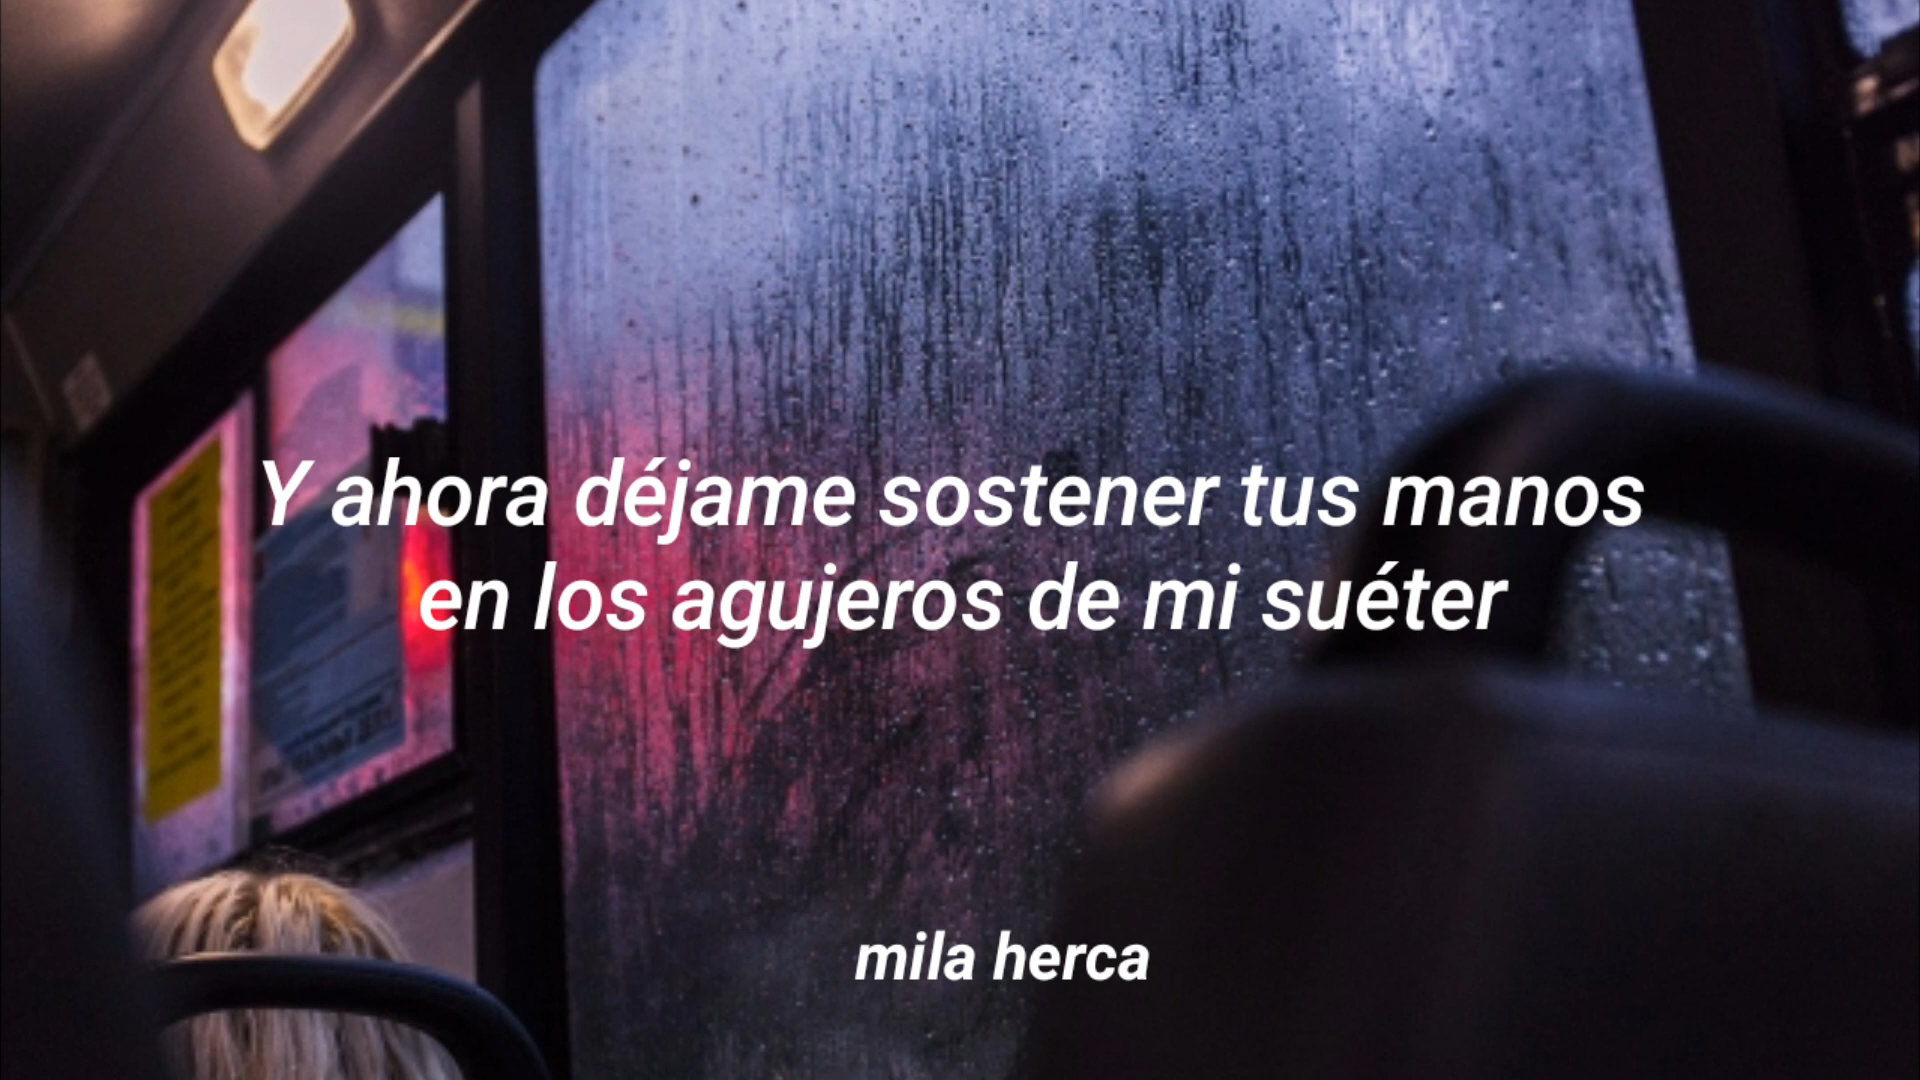 Y ahora déjame sostener tus manos
en los agujeros de mi suéter
mila herca